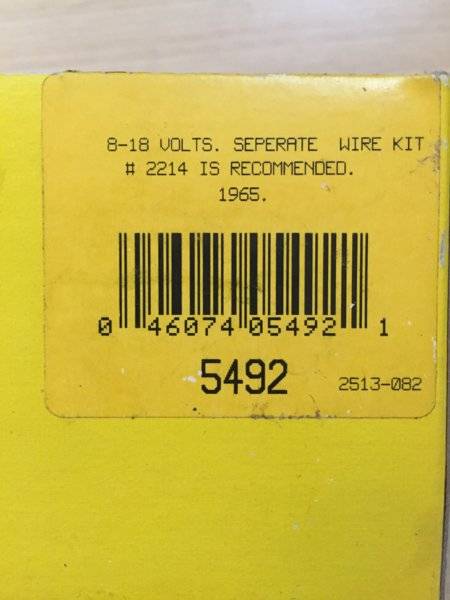 8-18 VOLTS. SEPERATE WIRE KIT
# 2214 IS RECOMMENDED.
1965.
0 46074 05492 1
5492 2513-082